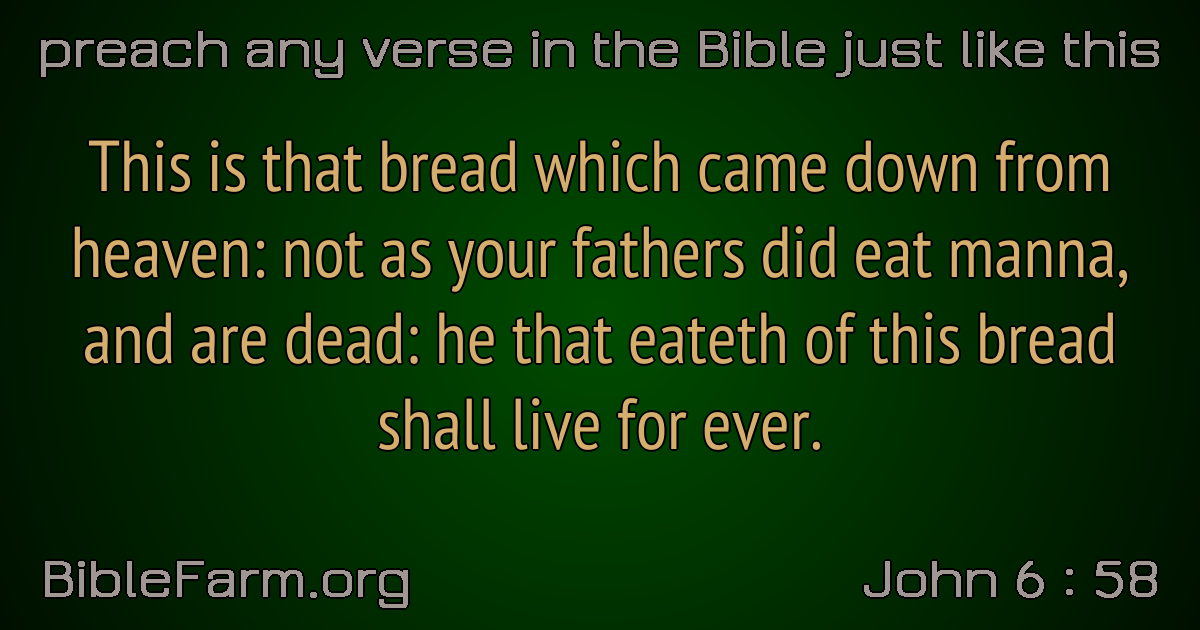 preach any verse in the Bible just like this
This is that bread which came down from
heaven: not as your fathers did eat manna,
and are dead: he that eateth of this bread
shall live for ever.
BibleFarm.org
John 6 : 58